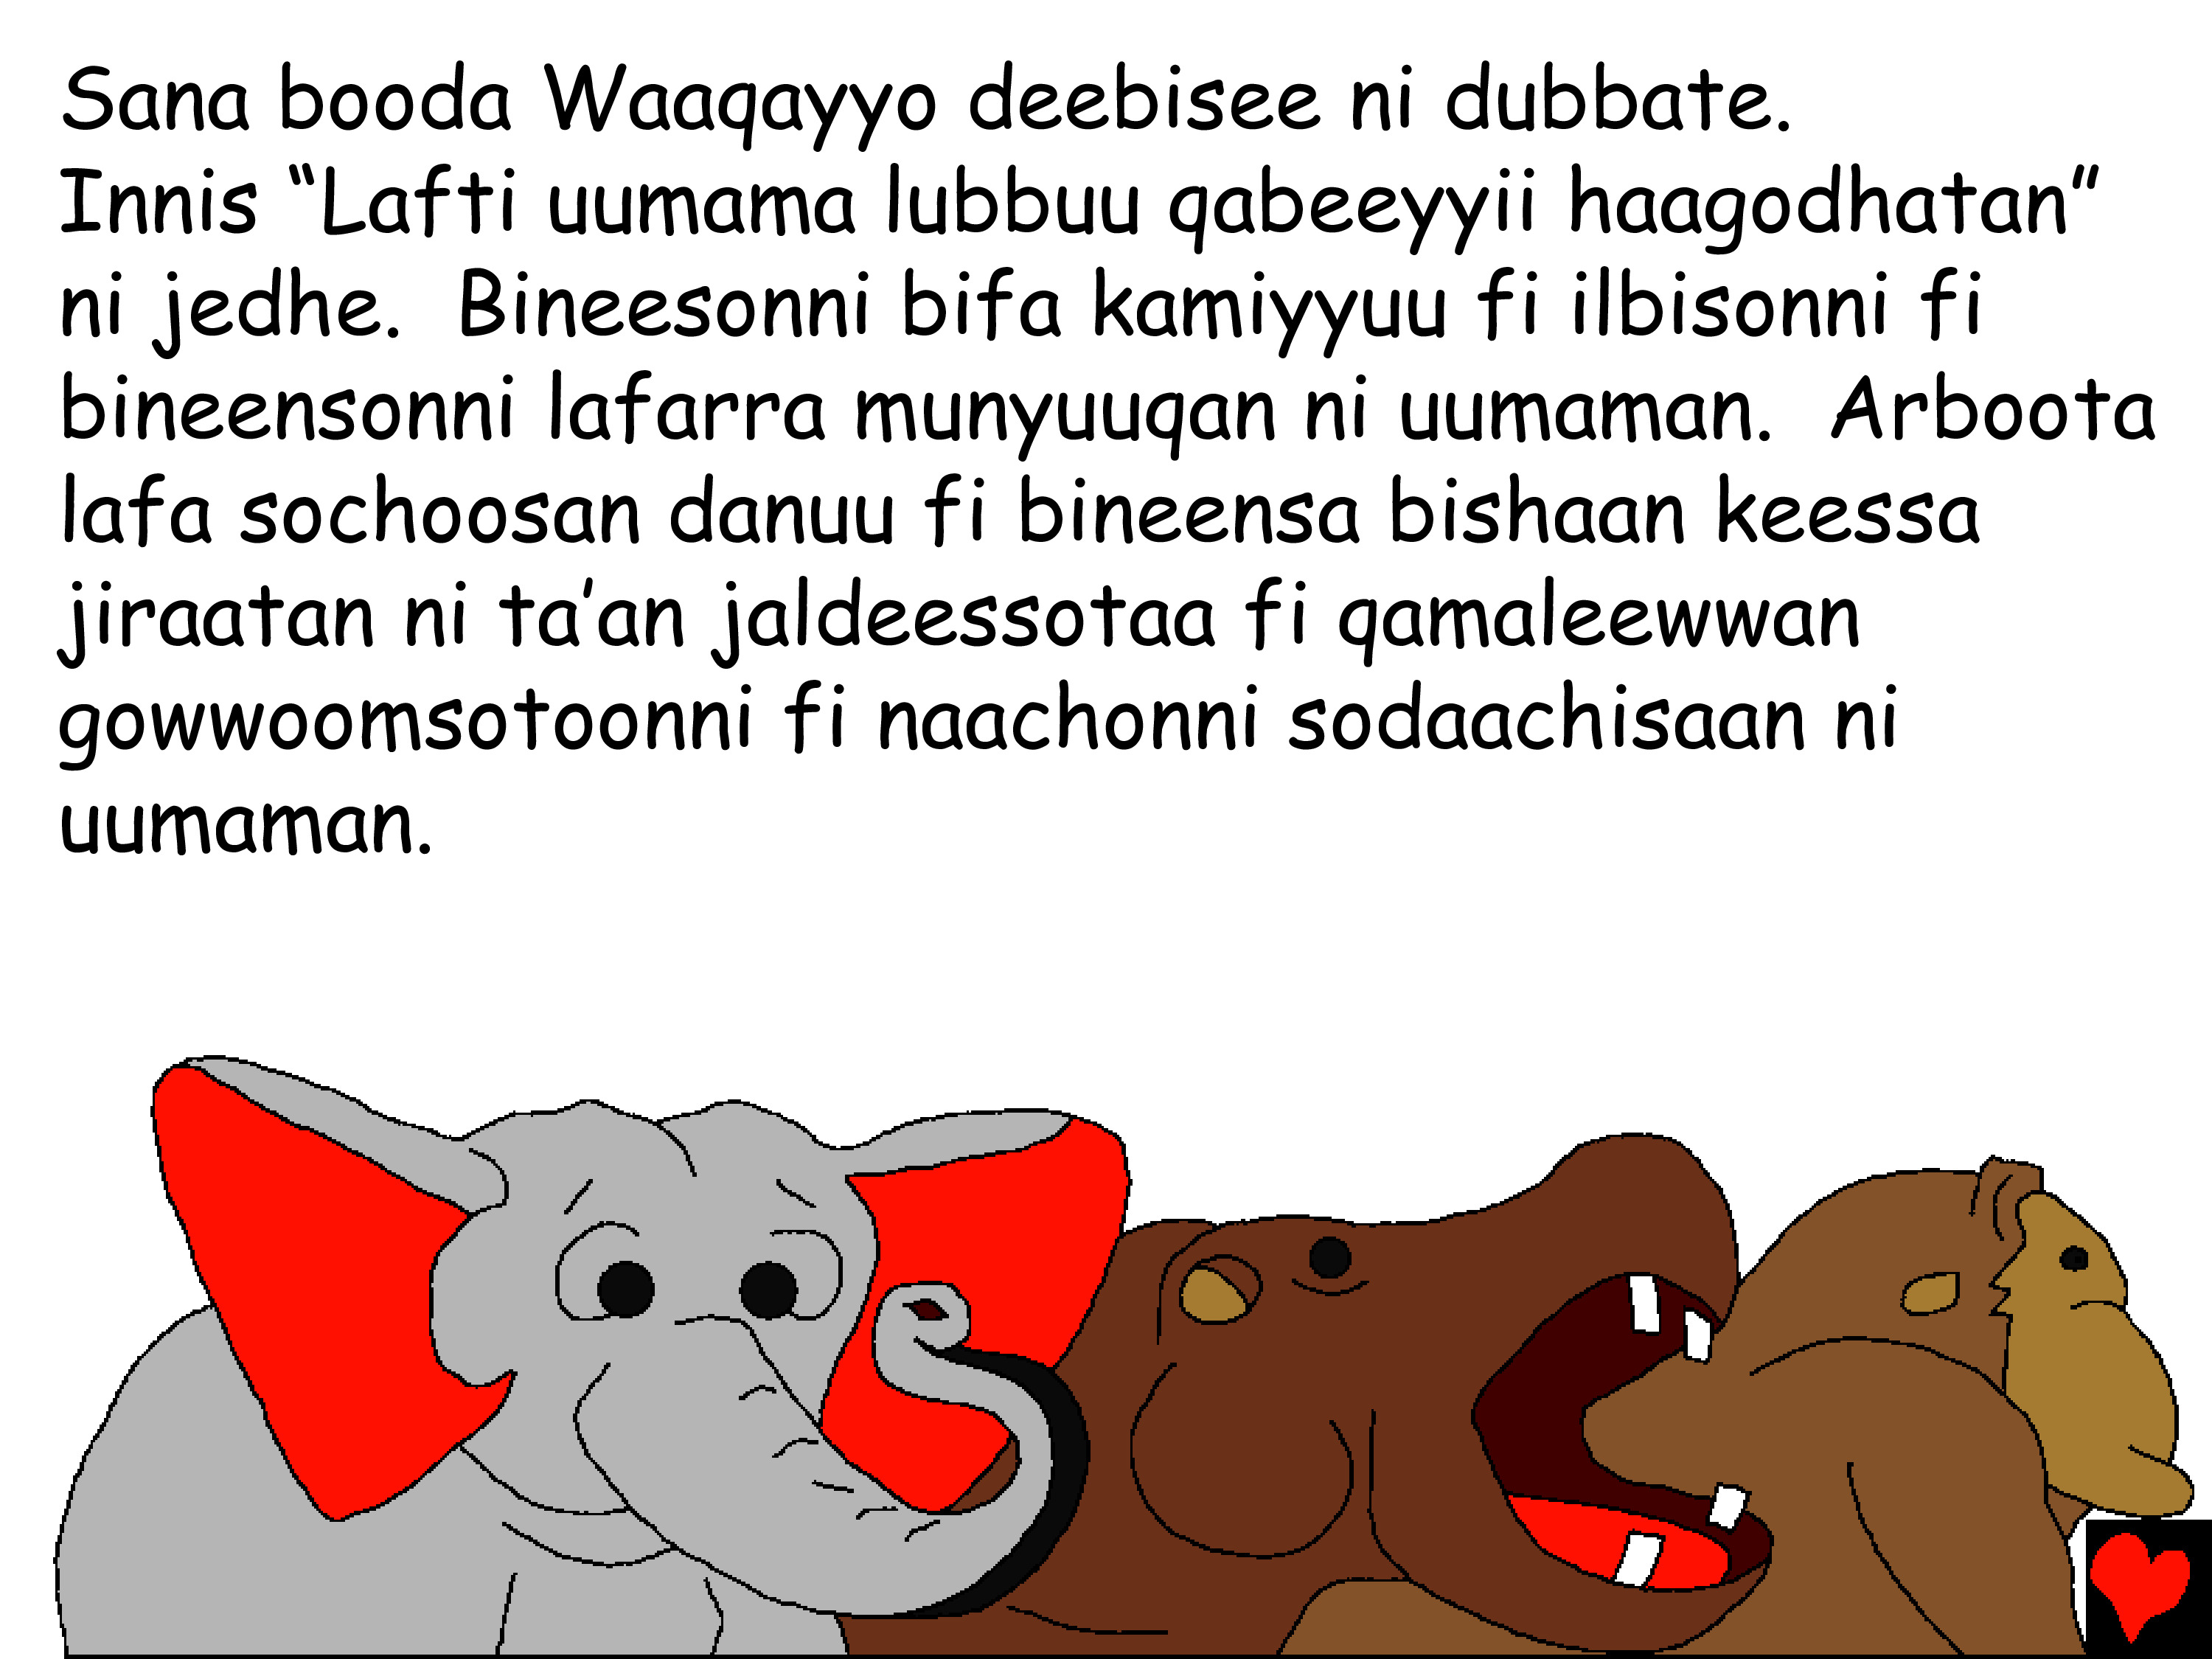 Sana booda Waaqayyo deebisee ni dubbate.
Innis “Lafti uumama lubbuu qabeeyyii haagodhatan”
ni jedhe.  Bineesonni bifa kamiyyuu fi ilbisonni fi
bineensonni lafarra munyuuqan ni uumaman.  Arboota
lafa sochoosan danuu fi bineensa bishaan keessa
jiraatan ni ta’an jaldeessotaa fi qamaleewwan
gowwoomsotoonni fi naachonni sodaachisaan ni
uumaman.